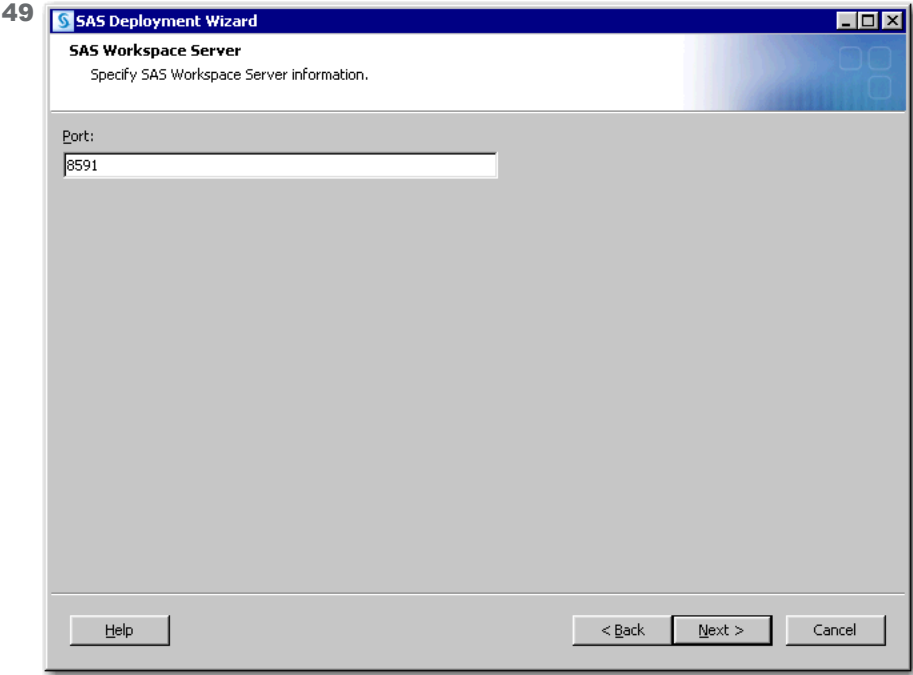 49
SAS Deployment Wizard
SAS Workspace Server
Specify SAS Workspace Server information.
Port:
8591
Help
< Back
Next >
Cancel